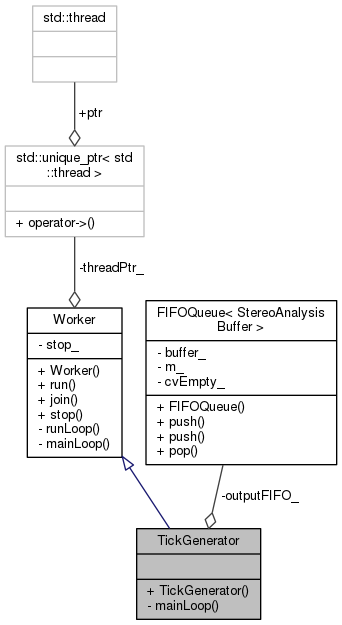 std::thread
+ptr
std::unique_ptr< std
::thread >
+ operator->()
-threadPtr_
Worker
- stop_
+ Worker()
+ run()
+ join()
+ stop()
- runLoop()
- mainLoop()
FIFOQueue< StereoAnalysis
Buffer >
- buffer_
- m_
- cvEmpty_
+ FIFOQueue()
+ push()
+ push()
+ pop()
-outputFIFO_
TickGenerator
+ TickGenerator()
- mainLoop()